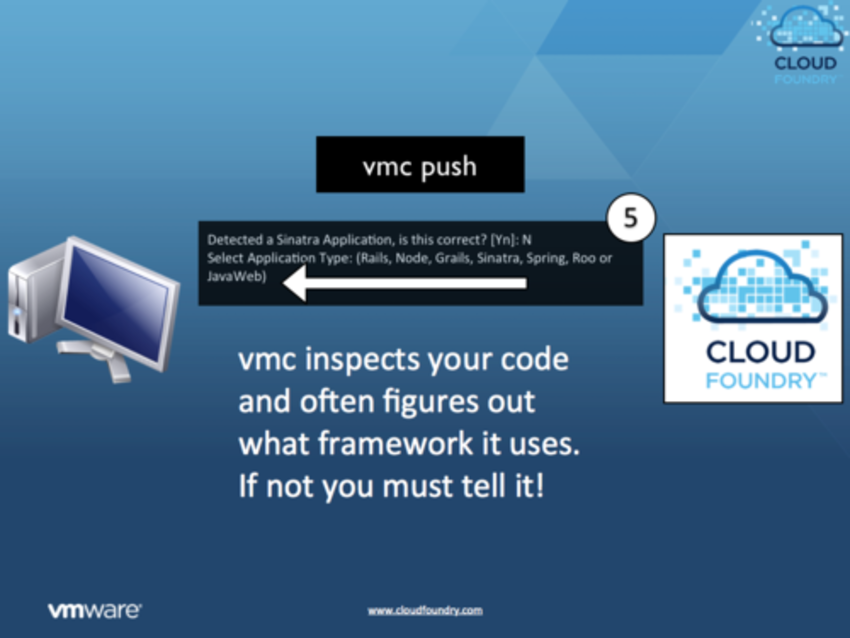 CLOUD
FOUNDRY™
vmc push
5
Detected a Sinatra Application, is this correct? [Yn]: N
Select Application Type: (Rails, Node, Grails, Sinatra, Spring, Roo or
JavaWeb)
CLOUD
FOUNDRY™
vmc inspects your code
and often figures out
what framework it uses.
If not you must tell it!
vmware®
www.cloudfoundry.com